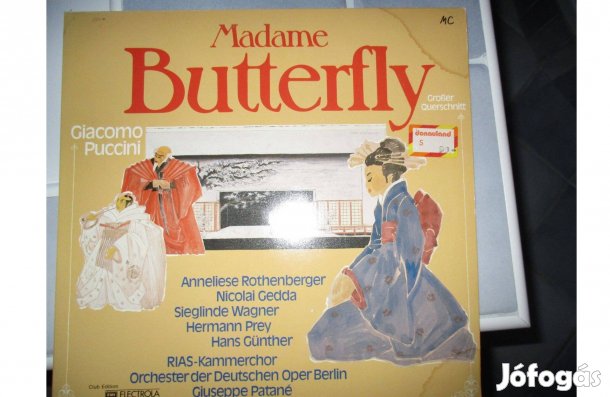 MC
Madame
Butterfly
Großer
Querschnitt
donauland
S
Giacomo
Puccini
Anneliese Rothenberger
Nicolai Gedda
Sieglinde Wagner
Hermann Prey
Hans Günther
RIAS-Kammerchor
Orchester der Deutschen Oper Berlin
Giuseppe Patané
Club Edition
ELECTROLA
Jófogás